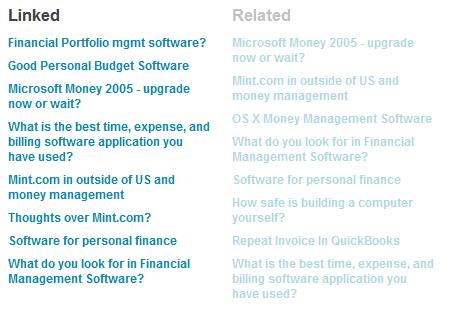 Linked
Financial Portfolio mgmt software?
Good Personal Budget Software
Microsoft Money 2005 - upgrade
now or wait?
What is the best time, expense, and
billing software application you
have used?
Mint.com in outside of US and
money management
Thoughts over Mint.com?
Software for personal finance
What do you look for in Financial
Management Software?
Related
Microsoft Money 2005 - upgrade
now or wait?
Mint.com in outside of US and
money management
OS X Money Management Software
What do you look for in Financial
Management Software?
Software for personal finance
How safe is building a computer
yourself?
Repeat Invoice In QuickBooks
What is the best time, expense, and
billing software application you
have used?